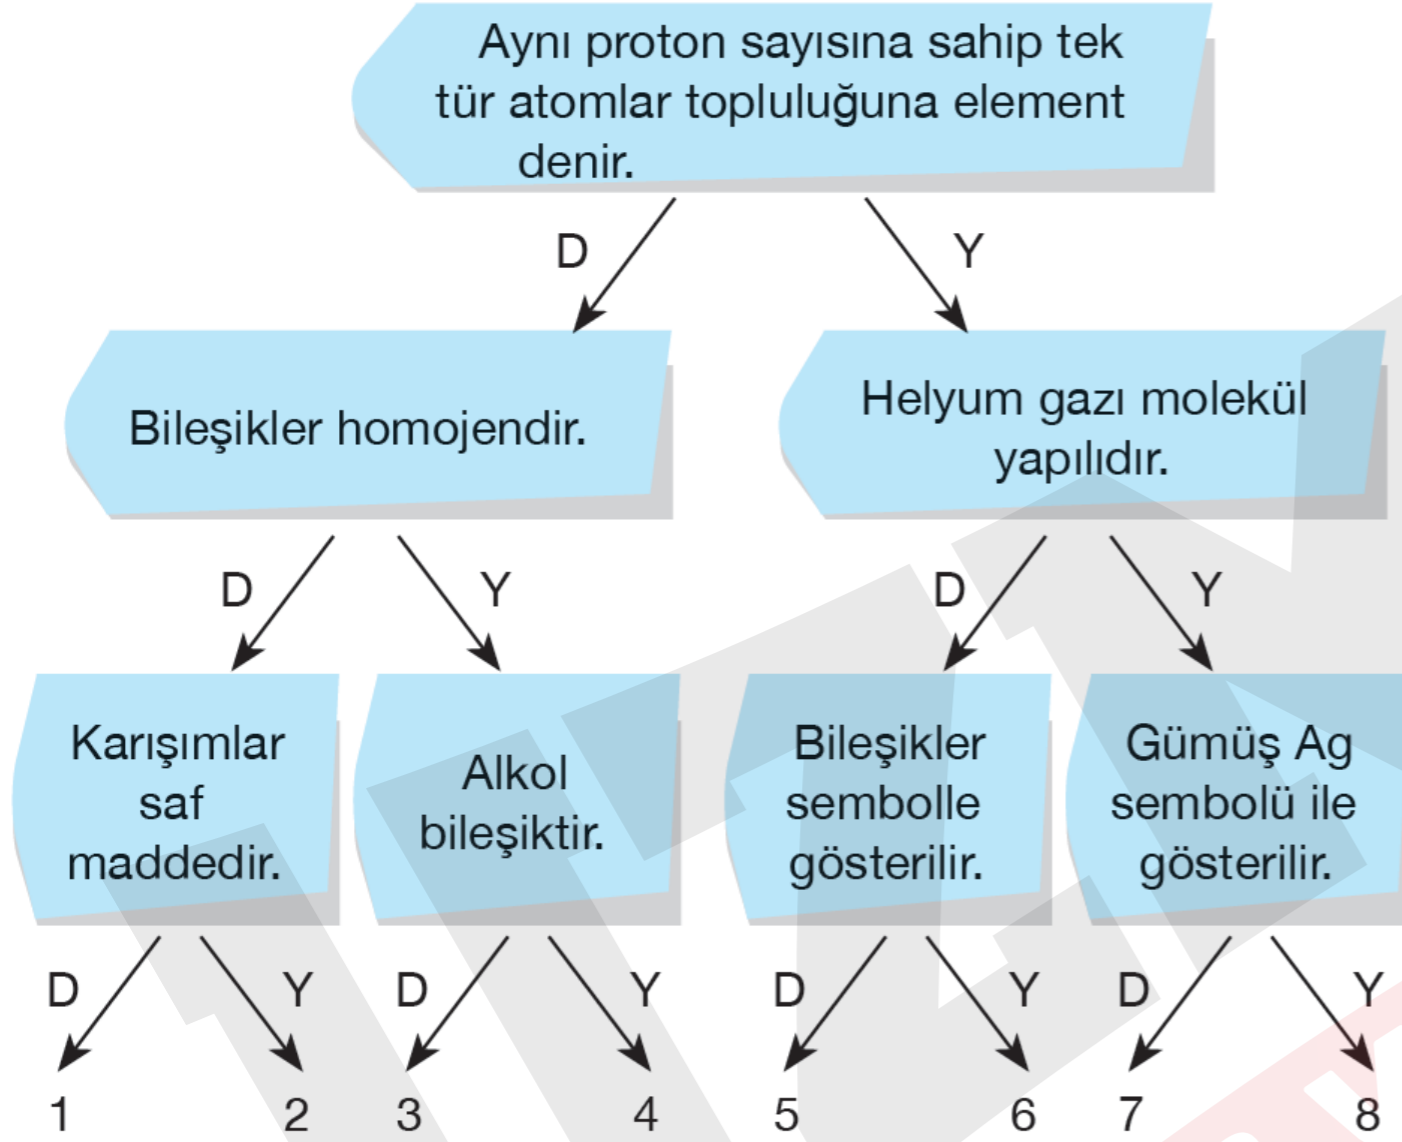 Aynı proton sayısına sahip tek
tür atomlar topluluğuna element
denir.
D
Y
Bileşikler homojendir.
Helyum gazı molekül
yapılıdır.
D
Y
D
Y
Karışımlar
saf
maddedir.
Alkol
bileşiktir.
Bileşikler
sembolle
gösterilir.
Gümüş Ag
sembolü ile
gösterilir.
D
Y
D
Y
D
Y
D
Y
1
2
3
4
5
6
7
8